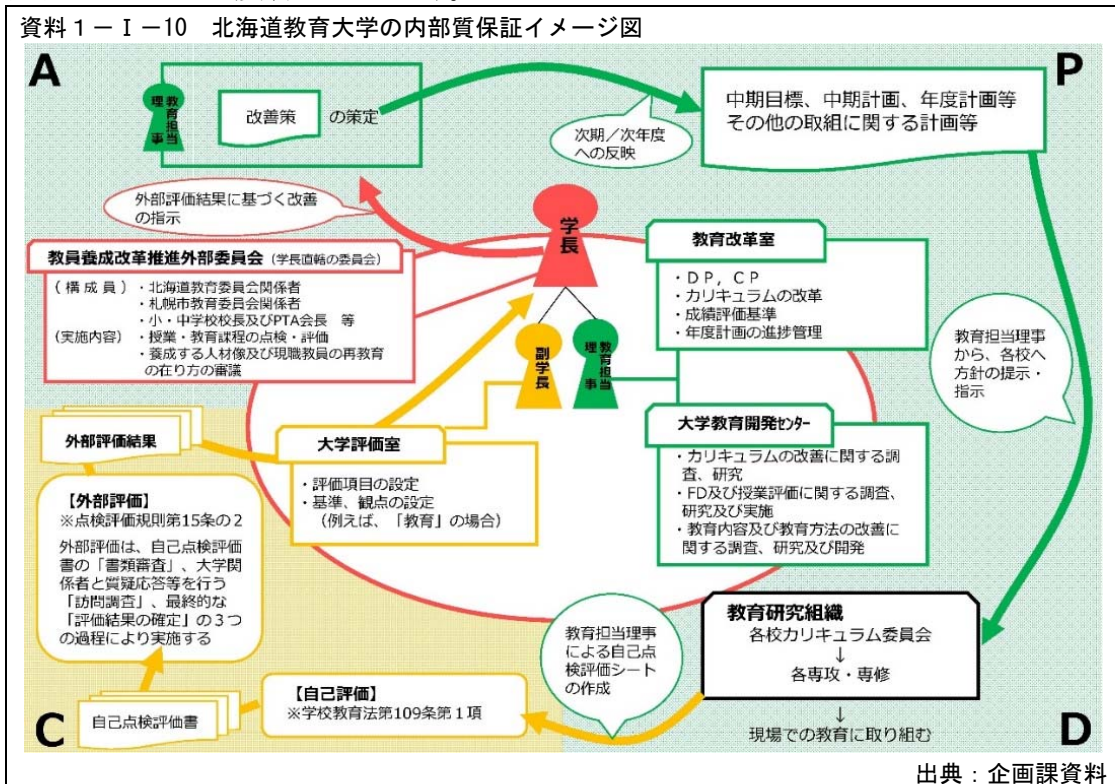 資料１－Ⅰ－10　北海道教育大学の内部質保証イメージ図
A
教育担当
理事
改善策
の策定
次期／次年度
への反映
P
中期目標、中期計画、年度計画等
その他の取組に関する計画等
外部評価結果に基づく改善
の指示
学長
教員養成改革推進外部委員会（学長直轄の委員会）
（構成員）・北海道教育委員会関係者
・札幌市教育委員会関係者
・小・中学校校長及びPTA会長　等
(実施内容)・授業・教育課程の点検・評価
・養成する人材像及び現職教員の再教育
の在り方の審議
教育改革室
・ＤＰ，ＣＰ
・カリキュラムの改革
・成績評価基準
・年度計画の進捗管理
副学長
教育担当
理事
教育担当理事
から、各校へ
方針の提示・
指示
外部評価結果
大学評価室
・評価項目の設定
・基準、観点の設定
（例えば、「教育」の場合）
大学教育開発ｾﾝﾀｰ
・カリキュラムの改善に関する調
査、研究
・FD及び授業評価に関する調査、
研究及び実施
・教育内容及び教育方法の改善に
関する調査、研究及び開発
【外部評価】
※点検評価規則第15条の２
外部評価は、自己点検評価
書の「書類審査」、大学関
係者と質疑応答等を行う
「訪問調査」、最終的な
「評価結果の確定」の３つ
の過程により実施する
教育担当理事
による自己点
検評価シート
の作成
教育研究組織
各校カリキュラム委員会
↓
各専攻・専修
↓
現場での教育に取り組む
C
自己点検評価書
【自己評価】
※学校教育法第109条第１項
D
出典：企画課資料